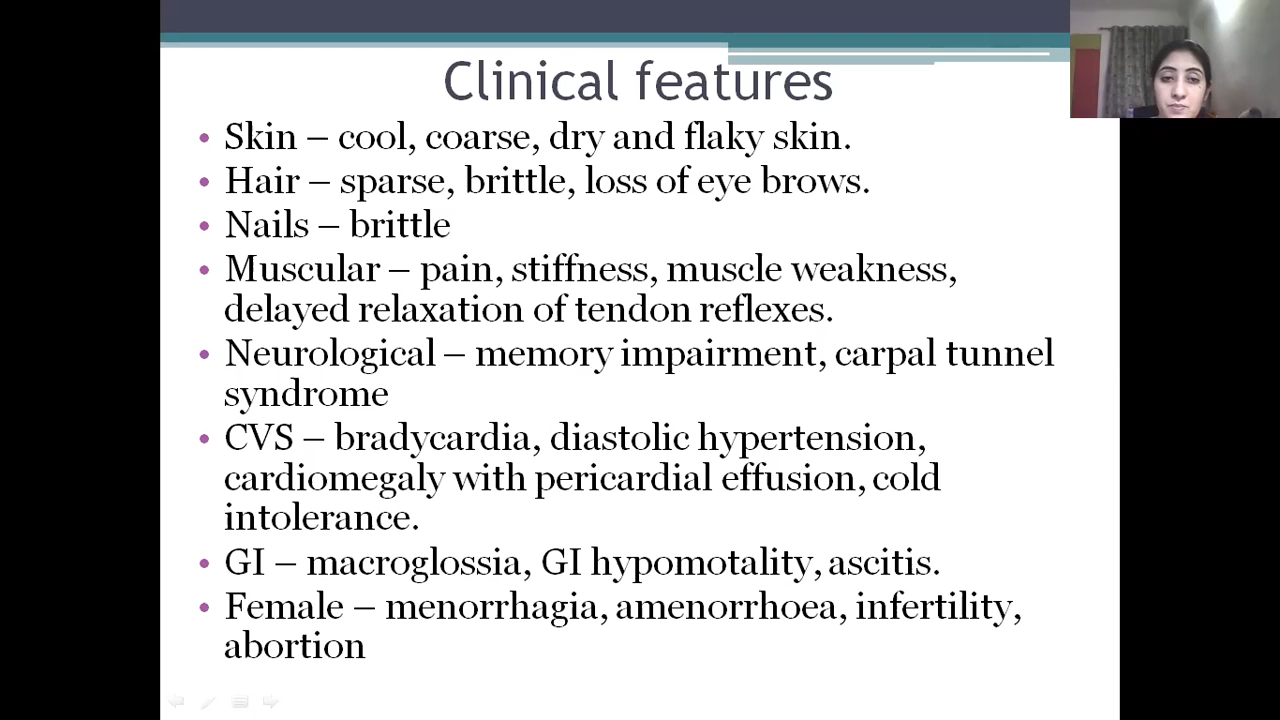 Clinical features
• Skin – cool, coarse, dry and flaky skin.
• Hair – sparse, brittle, loss of eye brows.
• Nails – brittle
• Muscular – pain, stiffness, muscle weakness,
delayed relaxation of tendon reflexes.
• Neurological – memory impairment, carpal tunnel
syndrome
• CVS – bradycardia, diastolic hypertension,
cardiomegaly with pericardial effusion, cold
intolerance.
• GI – macroglossia, GI hypomotality, ascitis.
• Female – menorrhagia, amenorrhoea, infertility,
abortion